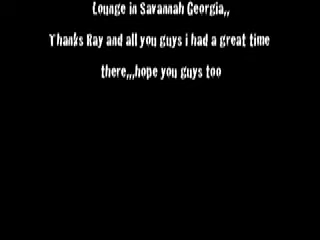 Lounge in Savannah Georgia,,
Thanks Ray and all you guys i had a great time
there,,,hope you guys too